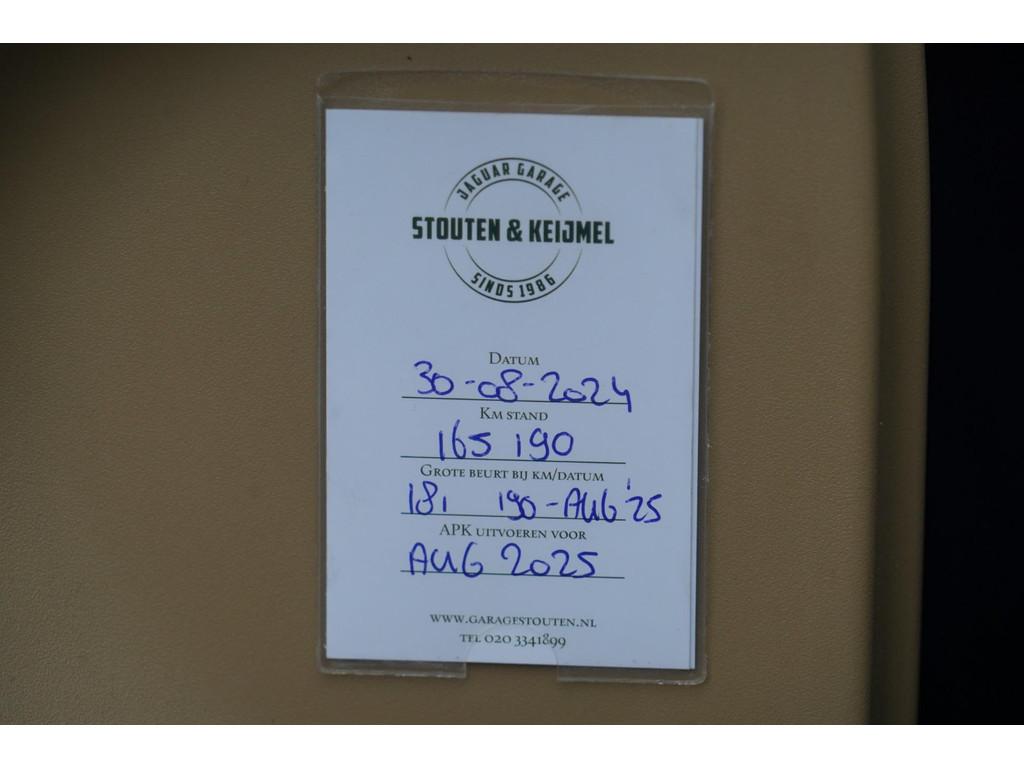 JAGUAR GARAGE
STOUTEN & KEIJMEL
SINDS 1986
DATUM
30-08-2024
KM STAND
165 190
GROTE BEURT BIJ KM/DATUM
181 190-AUG '25
APK UITVOEREN VOOR
AUG 2025
WWW.GARAGESTOUTEN.NL
TEL 020 3341899